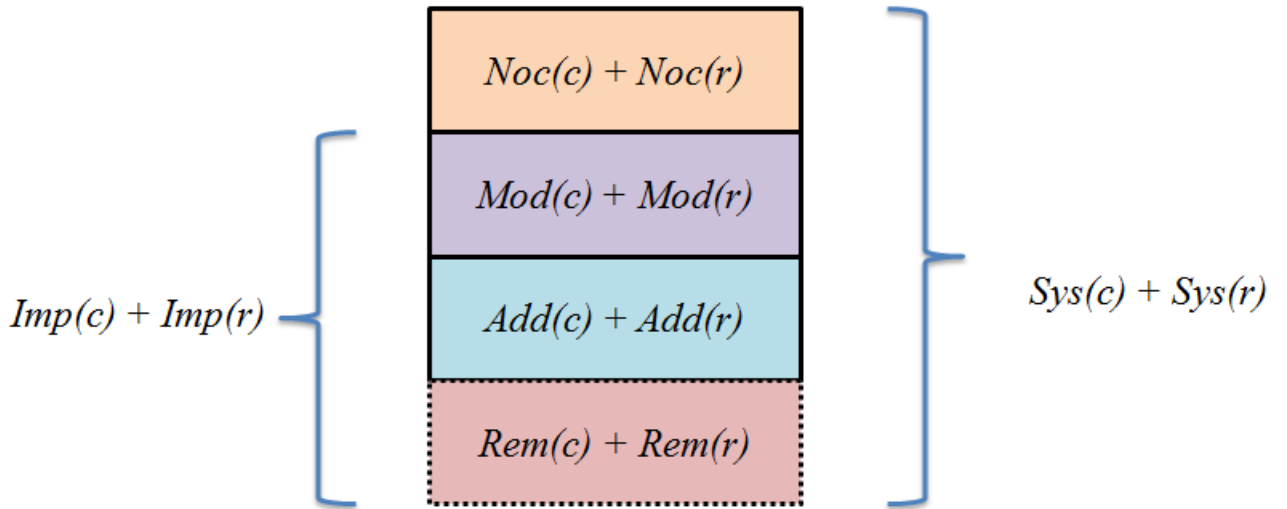 Noc(c) + Noc(r)
Mod(c) + Mod(r)
Add(c) + Add(r)
Rem(c) + Rem(r)
Imp(c) + Imp(r)
Sys(c) + Sys(r)